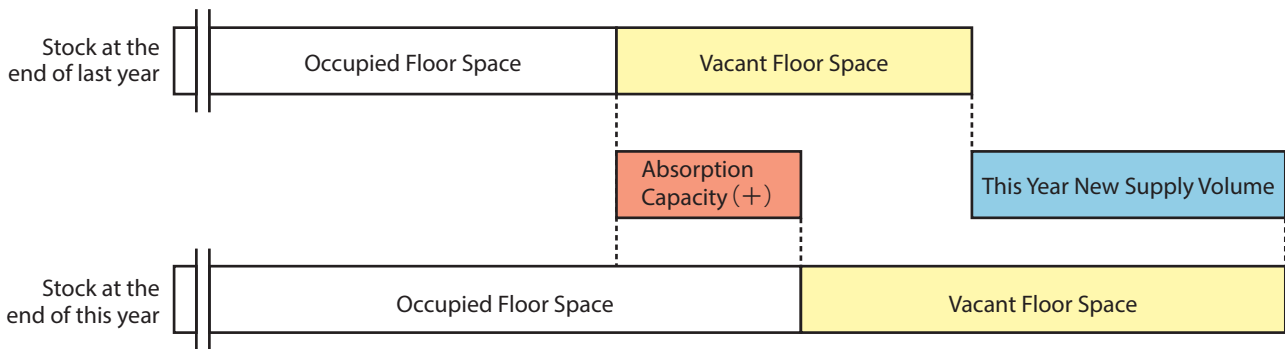 Stock at the
end of last year
Occupied Floor Space
Vacant Floor Space
Absorption
Capacity（＋）
This Year New Supply Volume
Stock at the
end of this year
Occupied Floor Space
Vacant Floor Space